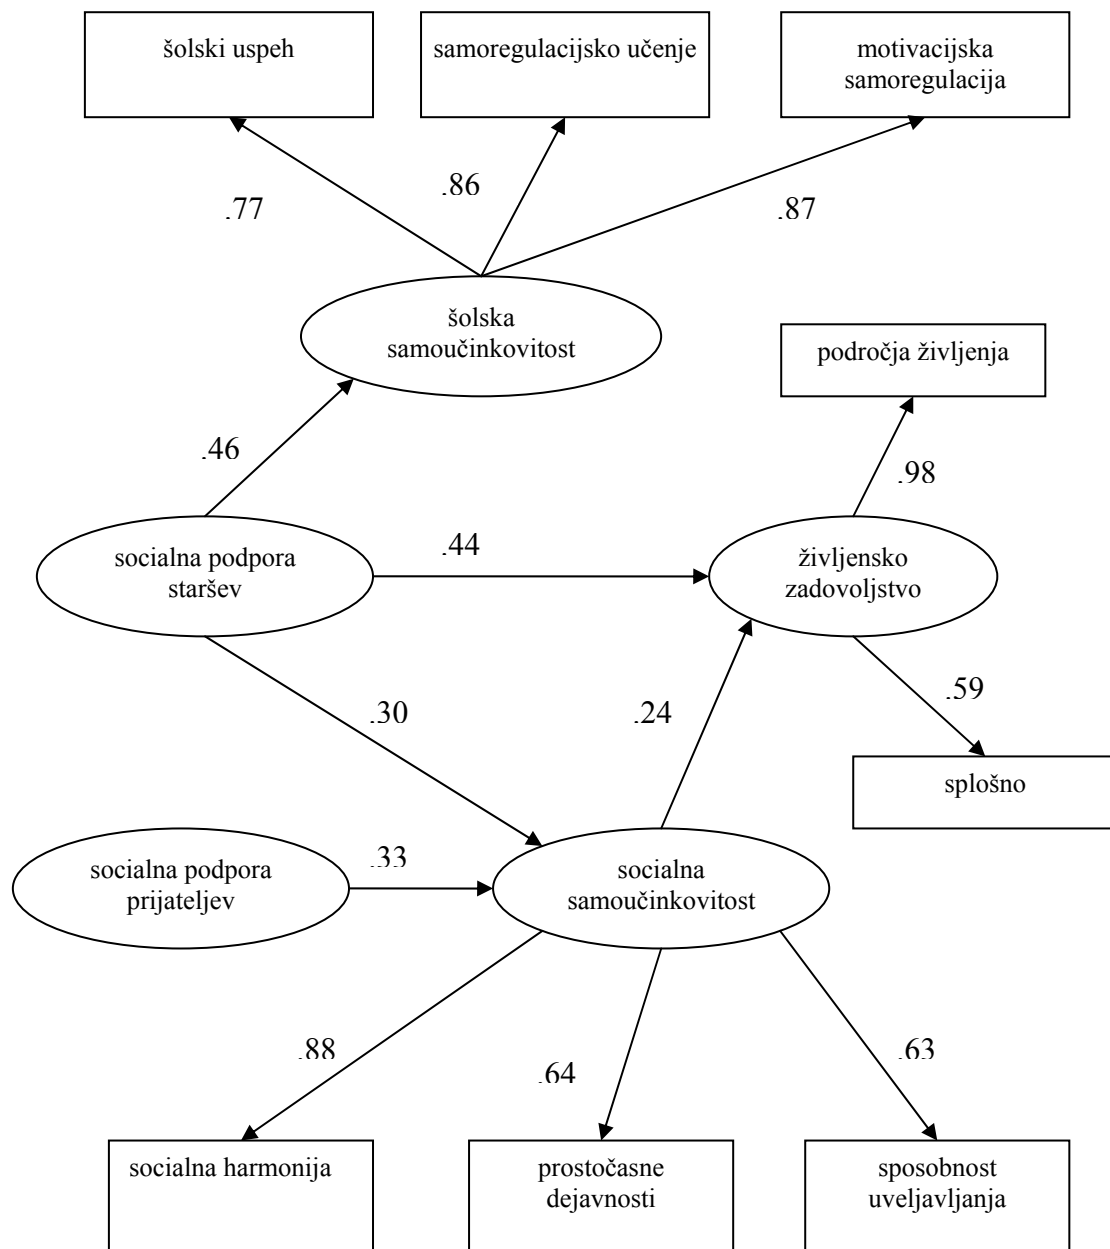 šolski uspeh
samoregulacijsko učenje
motivacijska
samoregulacija
.77
.86
.87
šolska
samoučinkovitost
področja življenja
.46
.98
socialna podpora
staršev
.44
življensko
zadovoljstvo
.30
.24
.59
splošno
socialna podpora
prijateljev
.33
socialna
samoučinkovitost
.88
.64
.63
socialna harmonija
prostočasne
dejavnosti
sposobnost
uveljavljanja